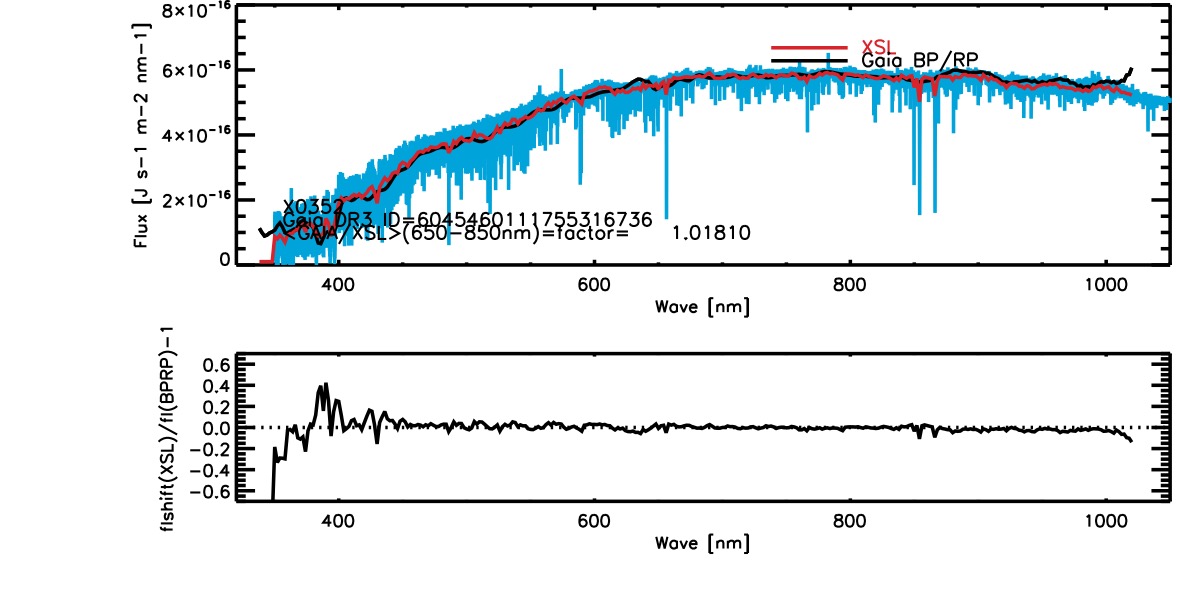 8×10-16
6×10-16
4×10-16
2×10-16
0
Flux [J s-1 m-2 nm-1]
XSL
Gaia BP/RP
X0352
Gaia DR3 ID=6045460111755316736
<GAIA/XSL>(650-850nm)=factor= 1.01810
400 600 800 1000
Wave [nm]
flshift(XSL)/fl(BPRP)-1
0.6
0.4
0.2
0.0
-0.2
-0.4
-0.6
400 600 800 1000
Wave [nm]